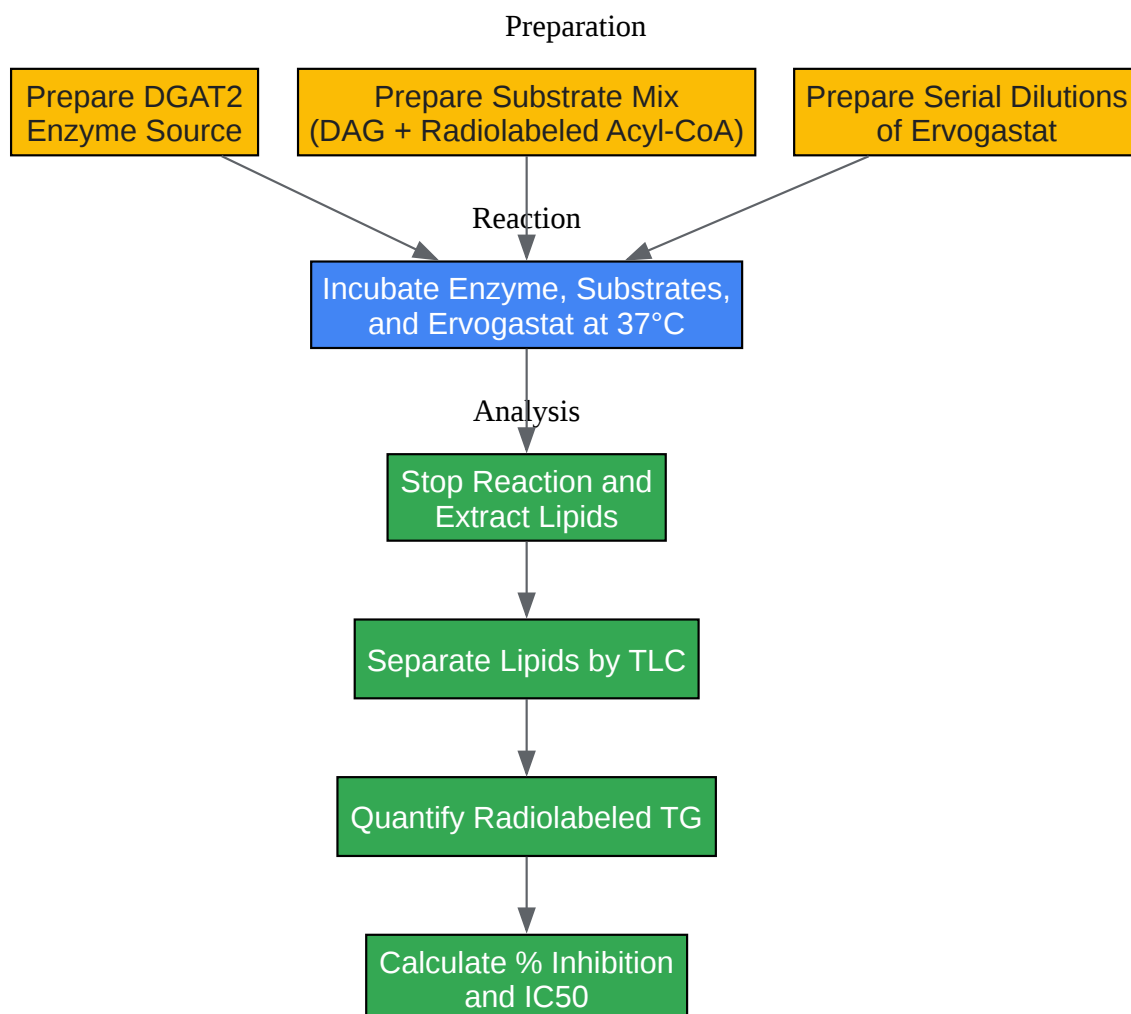 Preparation
Prepare DGAT2
Enzyme Source
Prepare Substrate Mix
(DAG + Radiolabeled Acyl-CoA)
Prepare Serial Dilutions
of Ervogastat
Reaction
Incubate Enzyme, Substrates,
and Ervogastat at 37°C
Analysis
Stop Reaction and
Extract Lipids
Separate Lipids by TLC
Quantify Radiolabeled TG
Calculate % Inhibition
and IC50